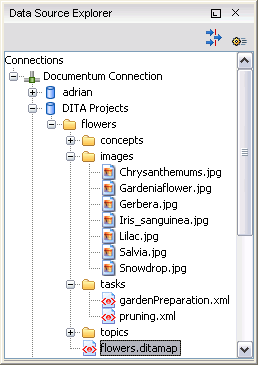 Data Source Explorer
Connections
Documentum Connection
adrian
DITA Projects
flowers
concepts
images
Chrysanthemums.jpg
Gardeniaflower.jpg
Gerbera.jpg
Iris_sanguinea.jpg
Lilac.jpg
Salvia.jpg
Snowdrop.jpg
tasks
gardenPreparation.xml
pruning.xml
topics
flowers.ditamap